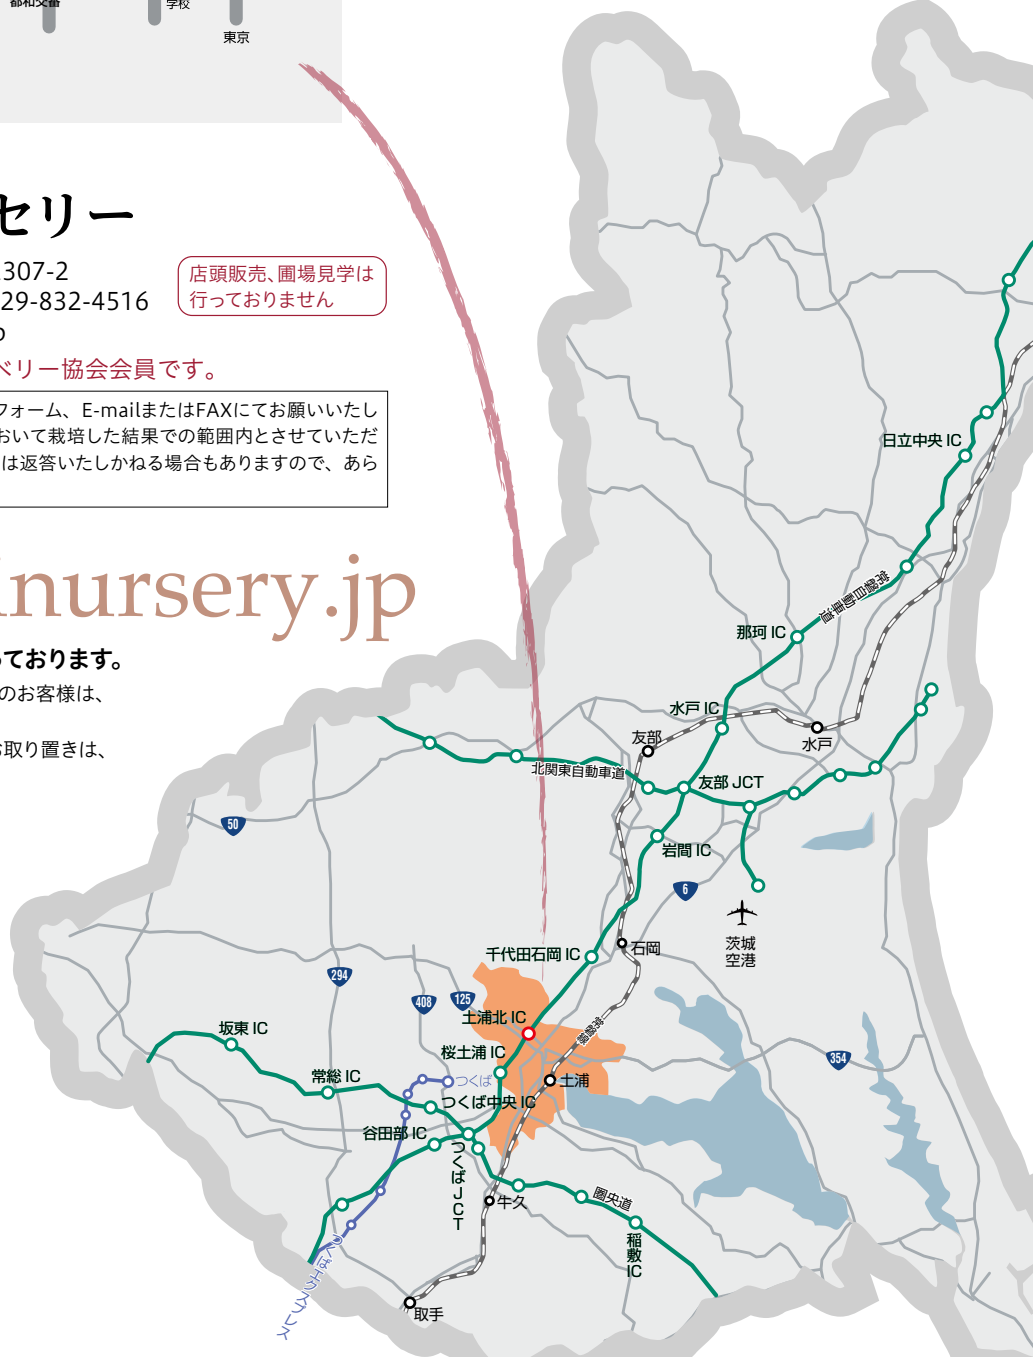 都和交番
学校
東京
セリー
307-2
29-832-4516
店頭販売、圃場見学は
行っておりません
ベリー協会会員です。
フォーム、E-mailまたはFAXにてお願いいたし
おいて栽培した結果での範囲内とさせていただ
は返答いたしかねる場合もありますので、あら
inursery.jp
っております。
のお客様は、
お取り置きは、
日立中央 IC
常磐自動車道
那珂 IC
水戸 IC
水戸
友部
北関東自動車道
友部 JCT
岩間 IC
50
6
茨城
空港
千代田石岡 IC
石岡
294
408
125
土浦北 IC
常磐線
354
坂東 IC
桜土浦 IC
常総 IC
つくば
土浦
つくば中央 IC
谷田部 IC
つくばJCT
牛久
圏央道
稲敷IC
つくばエクスプレス
取手